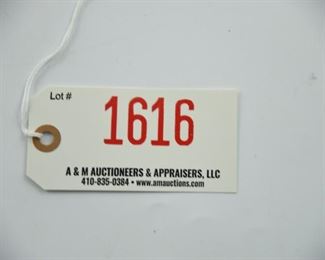 Lot #
1616
A & M AUCTIONEERS & APPRAISERS, LLC
410-835-0384 • www.amauctions.com